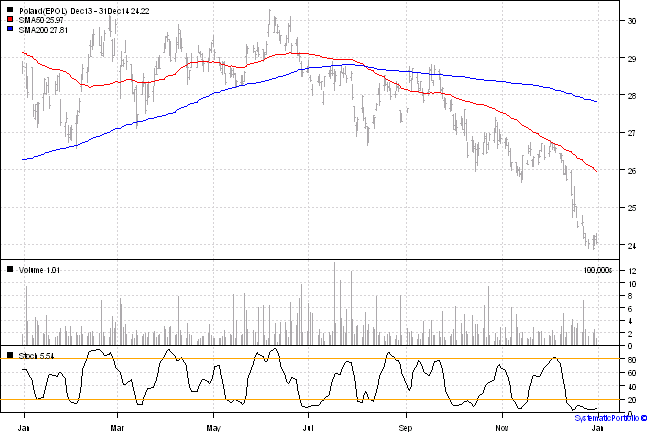 Poland(EPOL) Dec13 - 31Dec14 24.22
SMA50 25.97
SMA200 27.81
30
29
28
27
26
25
24
Volume 1.01
100,000s
12
10
8
6
4
2
0
Stoch 5.54
80
60
40
20
0
Jan Mar May Jul Sep Nov Jan
SystematicPortfolio ©